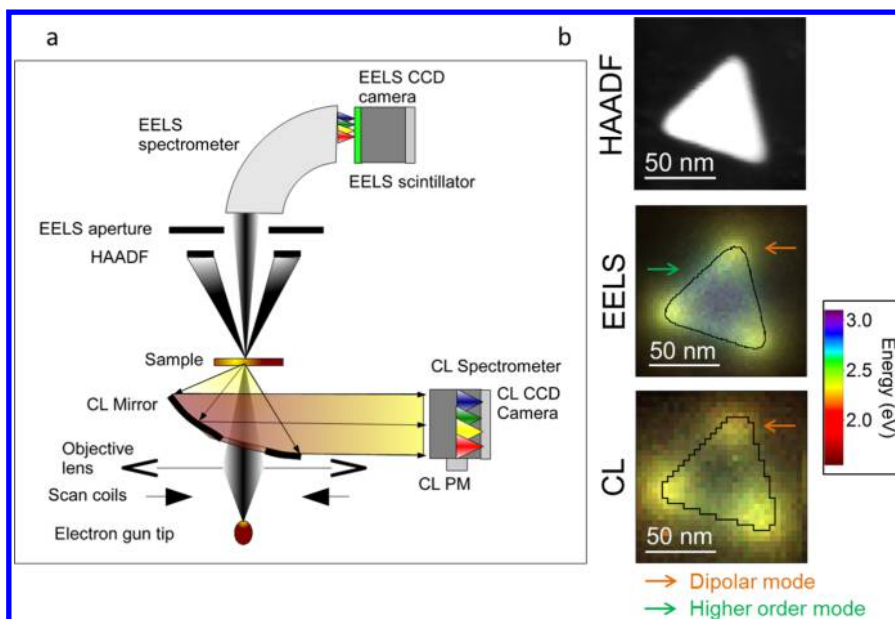 a
EELS CCD
camera
EELS
spectrometer
EELS scintillator
EELS aperture
HAADF
Sample
CL Spectrometer
CL CCD
Camera
CL Mirror
Objective
lens
CL PM
Scan coils
Electron gun tip
b
HAADF
50 nm
EELS
50 nm
CL
50 nm
3.0
2.5
2.0
Energy (eV)
Dipolar mode
Higher order mode